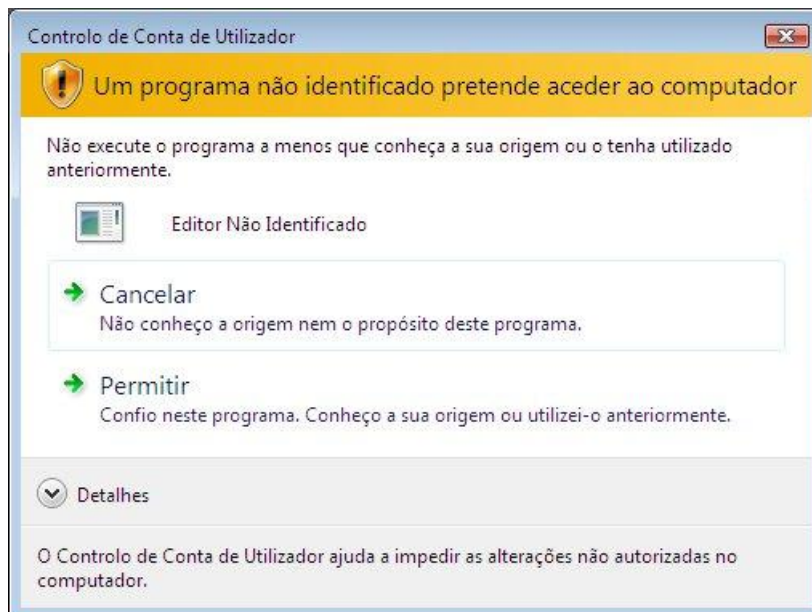 Controlo de Conta de Utilizador
Um programa não identificado pretende aceder ao computador
Não execute o programa a menos que conheça a sua origem ou o tenha utilizado
anteriormente.
Editor Não Identificado
Cancelar
Não conheço a origem nem o propósito deste programa.
Permitir
Confio neste programa. Conheço a sua origem ou utilizei-o anteriormente.
Detalhes
O Controlo de Conta de Utilizador ajuda a impedir as alterações não autorizadas no
computador.